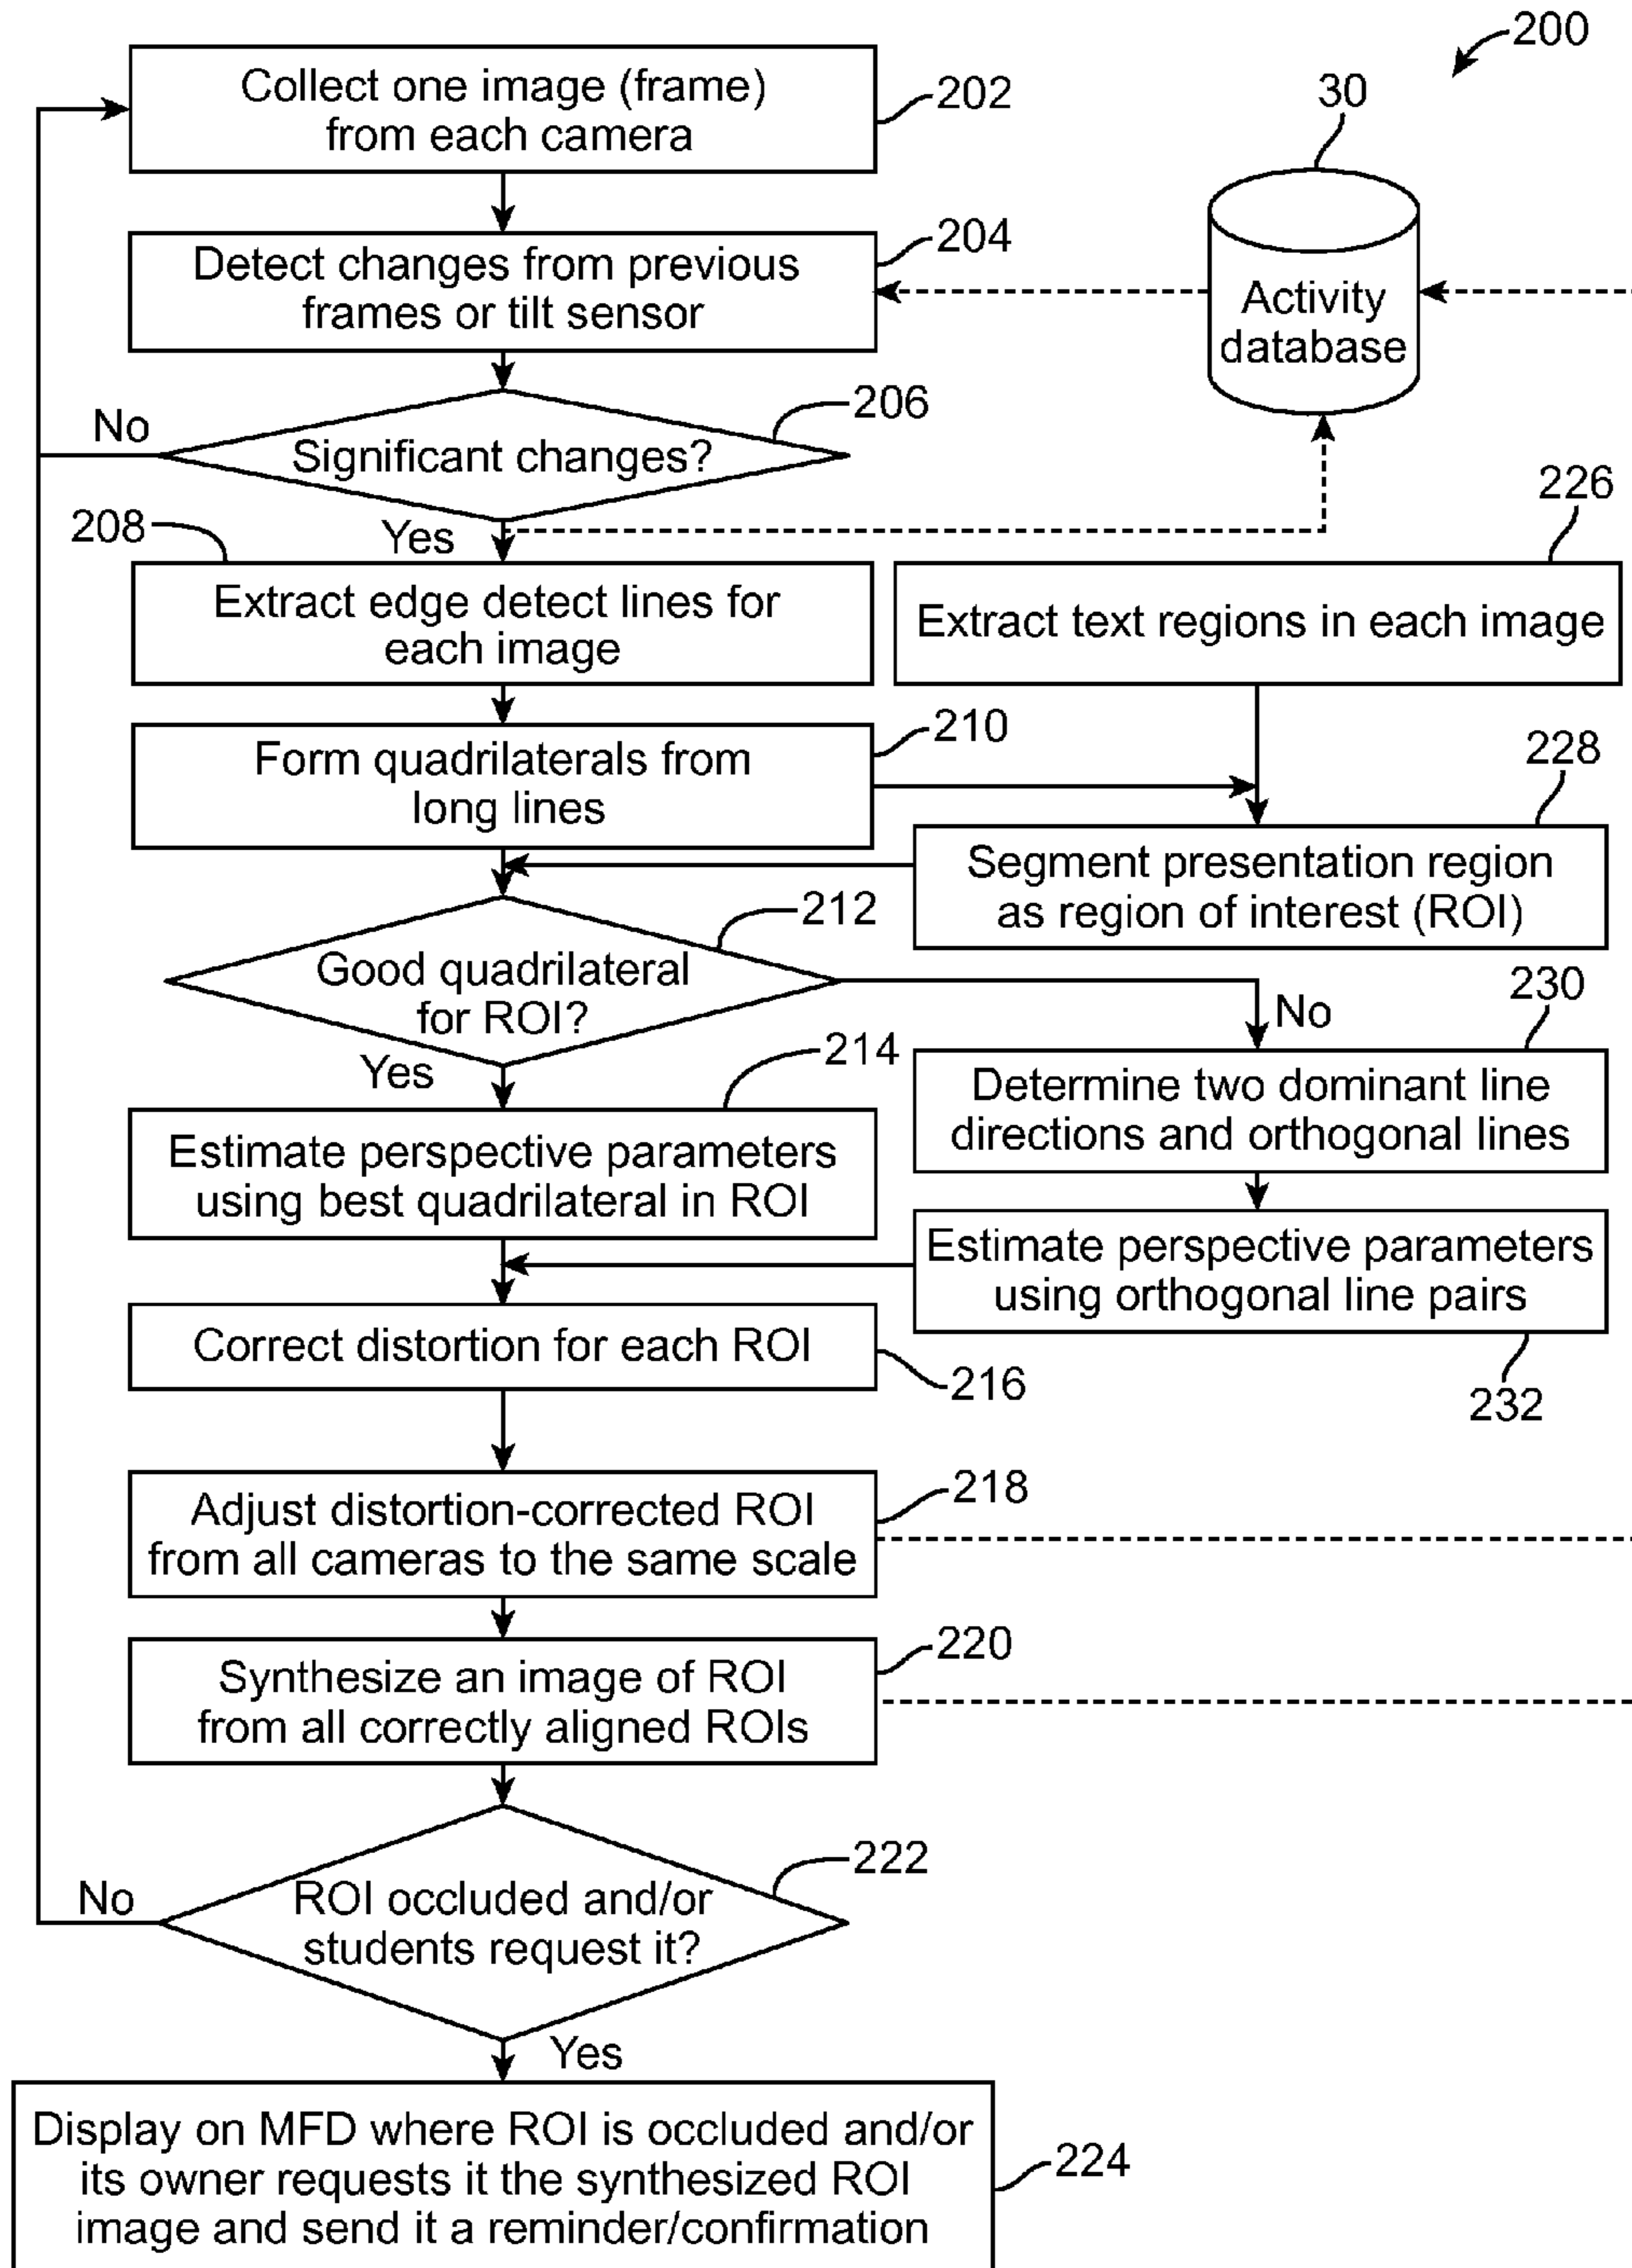 200
Collect one image (frame)
from each camera
202
30
Detect changes from previous
frames or tilt sensor
204
Activity
database
206
No
Significant changes?
208
Yes
226
Extract edge detect lines for
each image
Extract text regions in each image
210
Form quadrilaterals from
long lines
228
Segment presentation region
as region of interest (ROI)
212
Good quadrilateral
for ROI?
230
No
Yes
214
Determine two dominant line
directions and orthogonal lines
Estimate perspective parameters
using best quadrilateral in ROI
Estimate perspective parameters
using orthogonal line pairs
Correct distortion for each ROI
216
232
218
Adjust distortion-corrected ROI
from all cameras to the same scale
220
Synthesize an image of ROI
from all correctly aligned ROIs
222
No
ROI occluded and/or
students request it?
Yes
Display on MFD where ROI is occluded and/or
its owner requests it the synthesized ROI
image and send it a reminder/confirmation
224